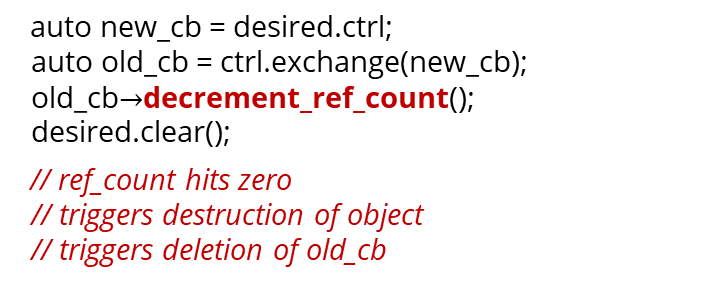 auto new_cb = desired.ctrl;
auto old_cb = ctrl.exchange(new_cb);
old_cb→decrement_ref_count();
desired.clear();
// ref_count hits zero
// triggers destruction of object
// triggers deletion of old_cb